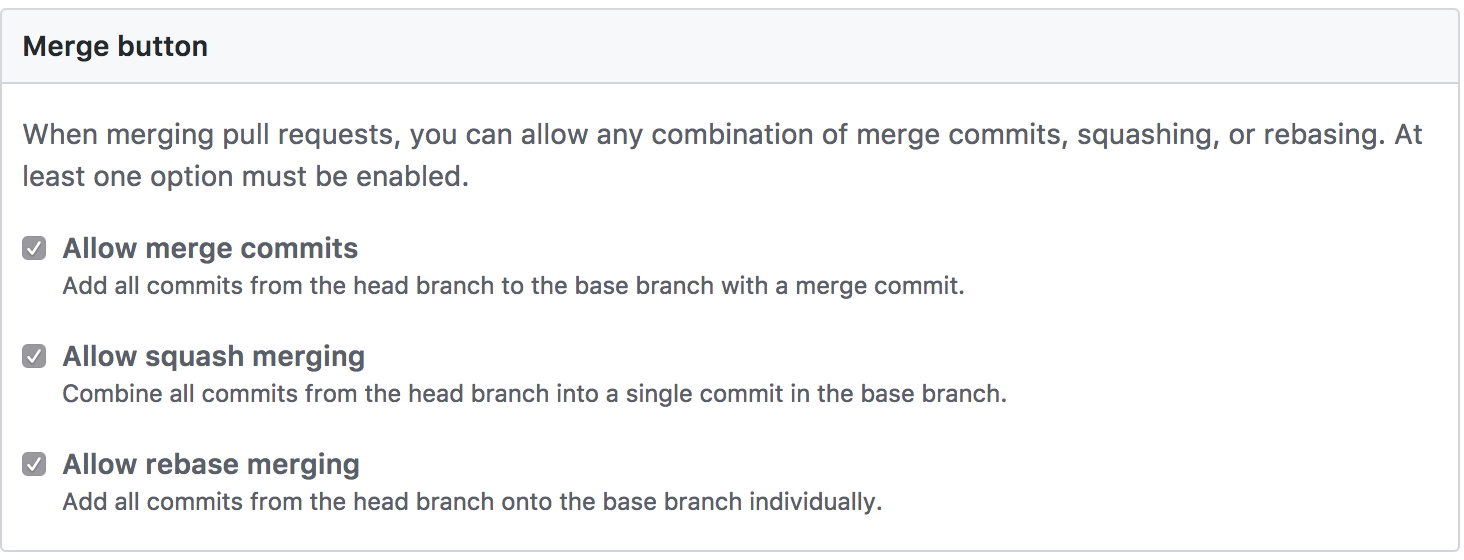 Merge button
When merging pull requests, you can allow any combination of merge commits, squashing, or rebasing. At
least one option must be enabled.
Allow merge commits
Add all commits from the head branch to the base branch with a merge commit.
Allow squash merging
Combine all commits from the head branch into a single commit in the base branch.
Allow rebase merging
Add all commits from the head branch onto the base branch individually.